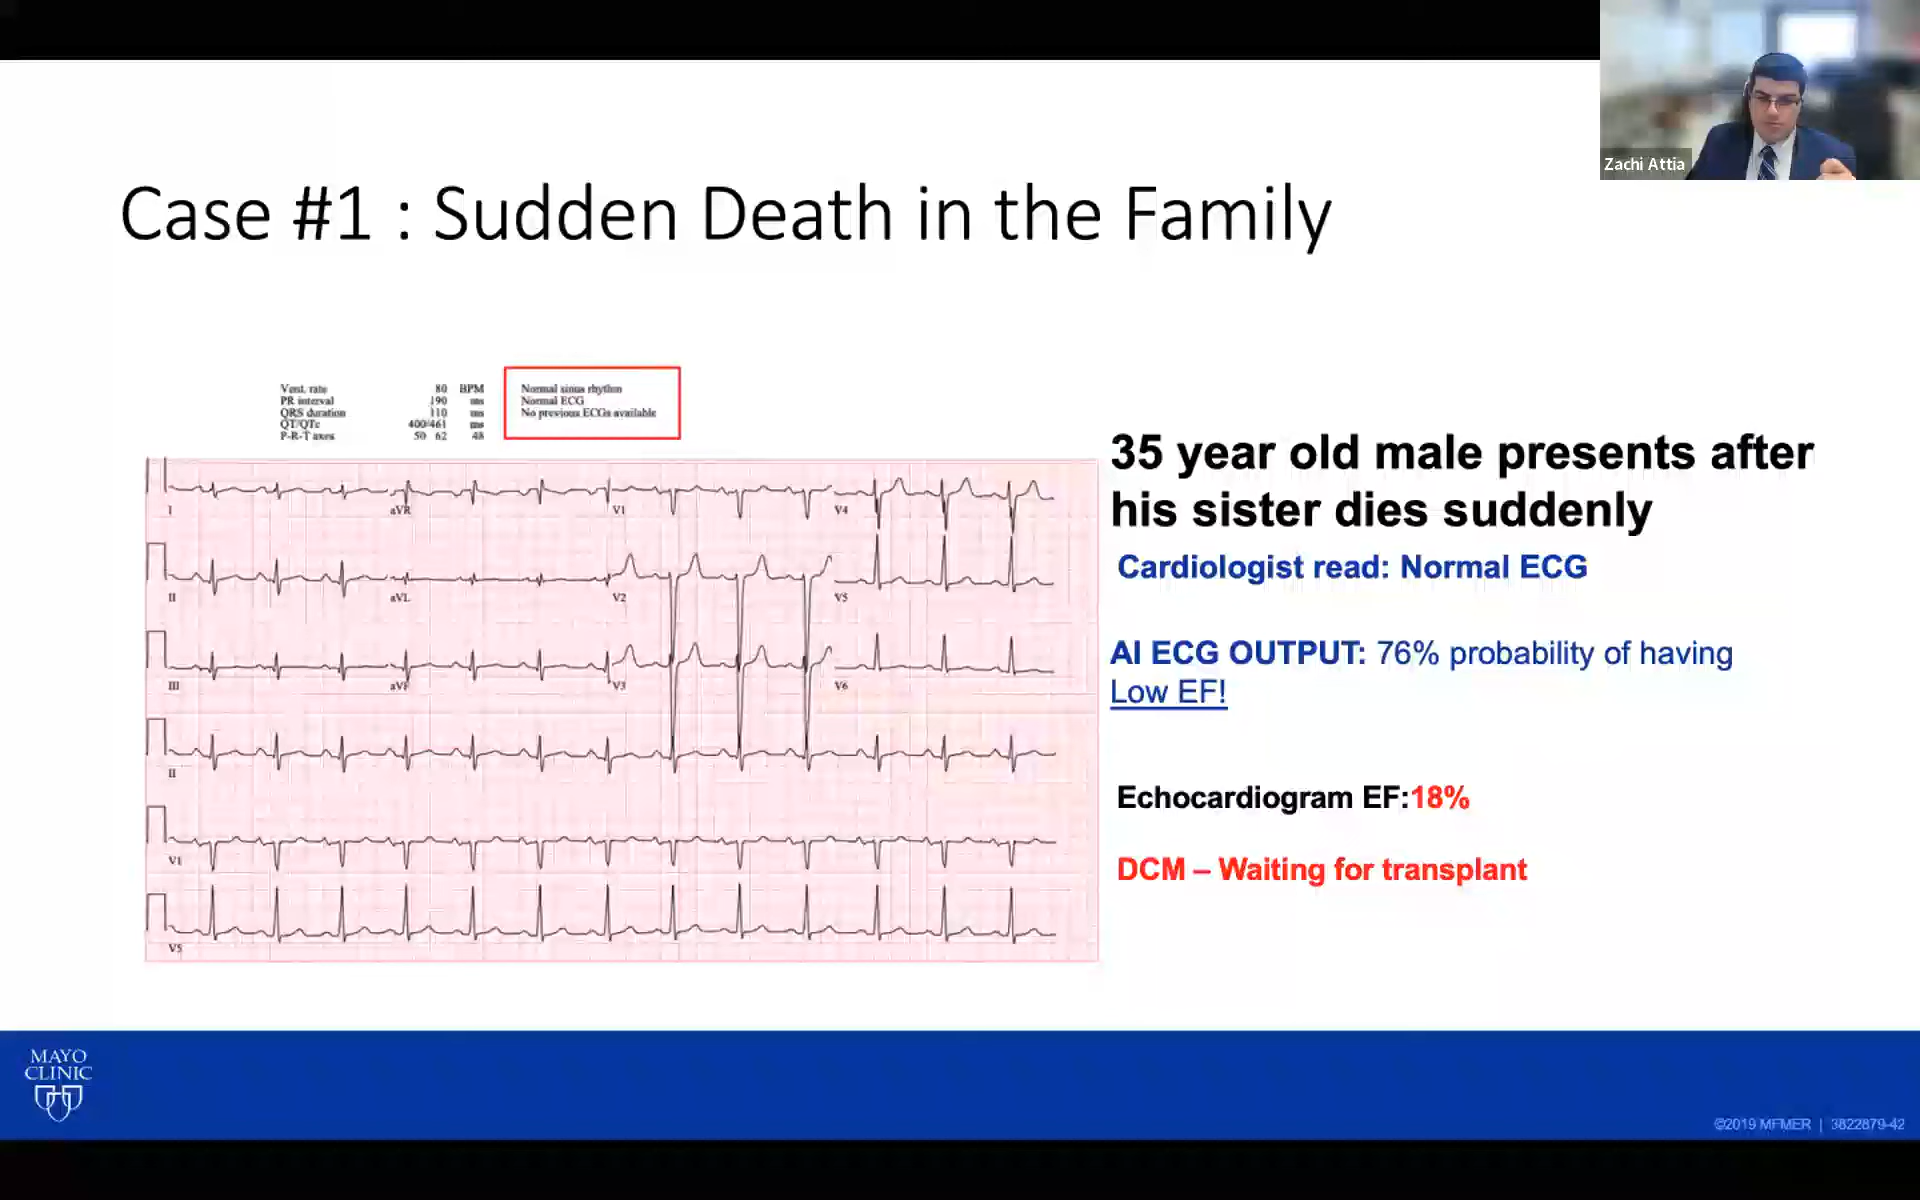 Zachi Attia
Case #1 : Sudden Death in the Family
Vent. rate 80 BPM
PR interval 190 ms
QRS duration 110 ms
QT/QTc 400/461 ms
P-R-T axes 50 62 48
Normal sinus rhythm
Normal ECG
No previous ECGs available
35 year old male presents after
his sister dies suddenly
Cardiologist read: Normal ECG
AI ECG OUTPUT: 76% probability of having
Low EF!
Echocardiogram EF:18%
DCM – Waiting for transplant
I aVR V1 V4
II aVL V2 V5
III aVF V3 V6
II
V1
V5
MAYO
CLINIC
©2019 MFMER | 3822879-42